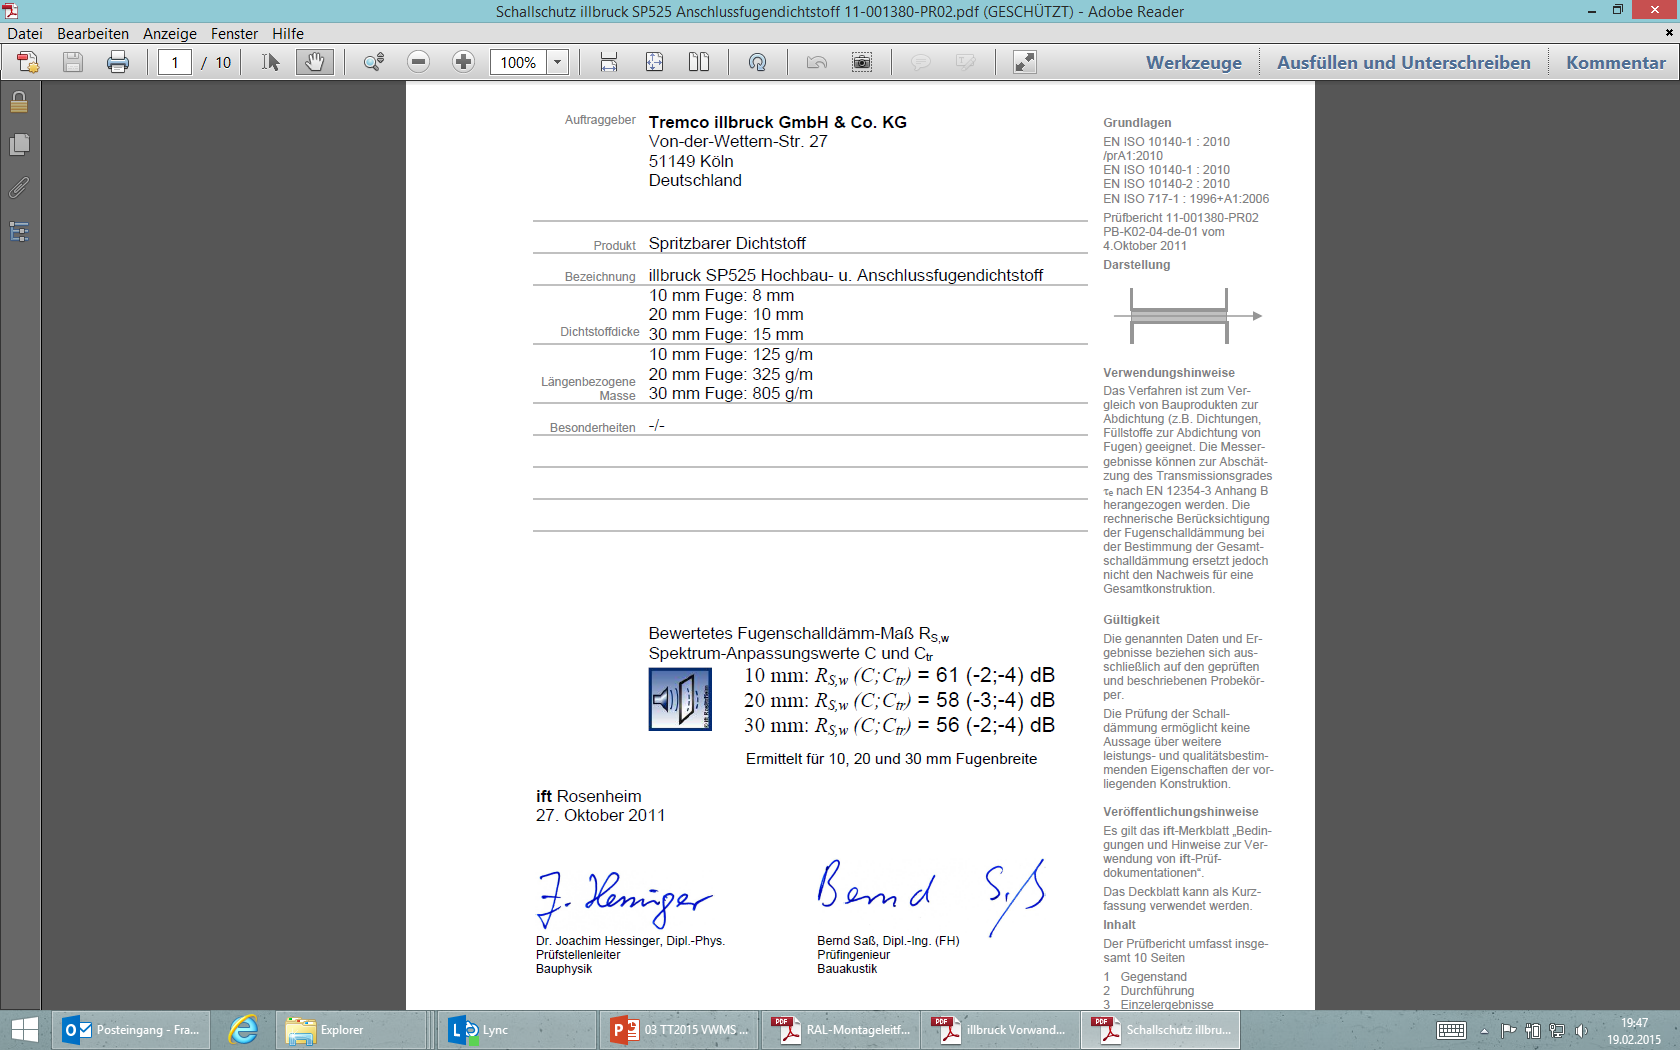 Schallschutz illbruck SP525 Anschlussfugendichtstoff 11-001380-PR02.pdf (GESCHÜTZT) - Adobe Reader
Datei Bearbeiten Anzeige Fenster Hilfe
1 / 10 100% Werkzeuge Ausfüllen und Unterschreiben Kommentar
Auftraggeber Tremco illbruck GmbH & Co. KG
Von-der-Wettern-Str. 27
51149 Köln
Deutschland
Produkt Spritzbarer Dichtstoff
Bezeichnung illbruck SP525 Hochbau- u. Anschlussfugendichtstoff
10 mm Fuge: 8 mm
20 mm Fuge: 10 mm
Dichtstoffdicke 30 mm Fuge: 15 mm
10 mm Fuge: 125 g/m
Längenbezogene 20 mm Fuge: 325 g/m
Masse 30 mm Fuge: 805 g/m
Besonderheiten -/-
Bewertetes Fugenschalldämm-Maß RS,w
Spektrum-Anpassungswerte C und Ctr
10 mm: RS,w (C;Ctr) = 61 (-2;-4) dB
20 mm: RS,w (C;Ctr) = 58 (-3;-4) dB
30 mm: RS,w (C;Ctr) = 56 (-2;-4) dB
Ermittelt für 10, 20 und 30 mm Fugenbreite
ift Rosenheim
27. Oktober 2011
J. Hessinger Bernd Saß
Dr. Joachim Hessinger, Dipl.-Phys. Bernd Saß, Dipl.-Ing. (FH)
Prüfstellenleiter Prüfingenieur
Bauphysik Bauakustik
Grundlagen
EN ISO 10140-1 : 2010
/prA1:2010
EN ISO 10140-1 : 2010
EN ISO 10140-2 : 2010
EN ISO 717-1 : 1996+A1:2006
Prüfbericht 11-001380-PR02
PB-K02-04-de-01 vom
4.Oktober 2011
Darstellung
Verwendungshinweise
Das Verfahren ist zum Ver-
gleich von Bauprodukten zur
Abdichtung (z.B. Dichtungen,
Füllstoffe zur Abdichtung von
Fugen) geeignet. Die Messer-
gebnisse können zur Abschät-
zung des Transmissionsgrades
τe nach EN 12354-3 Anhang B
herangezogen werden. Die
rechnerische Berücksichtigung
der Fugenschalldämmung bei
der Bestimmung der Gesamt-
schalldämmung ersetzt jedoch
nicht den Nachweis für eine
Gesamtkonstruktion.
Gültigkeit
Die genannten Daten und Er-
gebnisse beziehen sich aus-
schließlich auf den geprüften
und beschriebenen Probekör-
per.
Die Prüfung der Schall-
dämmung ermöglicht keine
Aussage über weitere
leistungs- und qualitätsbestim-
menden Eigenschaften der vor-
liegenden Konstruktion.
Veröffentlichungshinweise
Es gilt das ift-Merkblatt „Bedin-
gungen und Hinweise zur Ver-
wendung von ift-Prüf-
dokumentationen“.
Das Deckblatt kann als Kurz-
fassung verwendet werden.
Inhalt
Der Prüfbericht umfasst insge-
samt 10 Seiten
1 Gegenstand
2 Durchführung
3 Einzelergebnisse
Posteingang - Fra... Explorer Lync 03 TT2015 VWMS ... RAL-Montageleitf... illbruck Vorwand... Schallschutz illbru...
19:47
19.02.2015